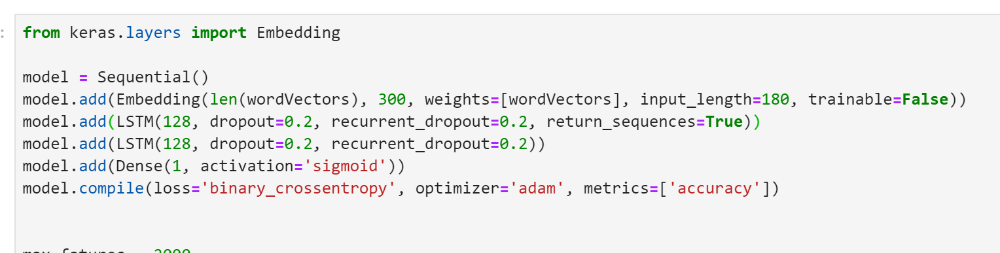 :
from keras.layers import Embedding
model = Sequential()
model.add(Embedding(len(wordVectors), 300, weights=[wordVectors], input_length=180, trainable=False))
model.add(LSTM(128, dropout=0.2, recurrent_dropout=0.2, return_sequences=True))
model.add(LSTM(128, dropout=0.2, recurrent_dropout=0.2))
model.add(Dense(1, activation='sigmoid'))
model.compile(loss='binary_crossentropy', optimizer='adam', metrics=['accuracy'])